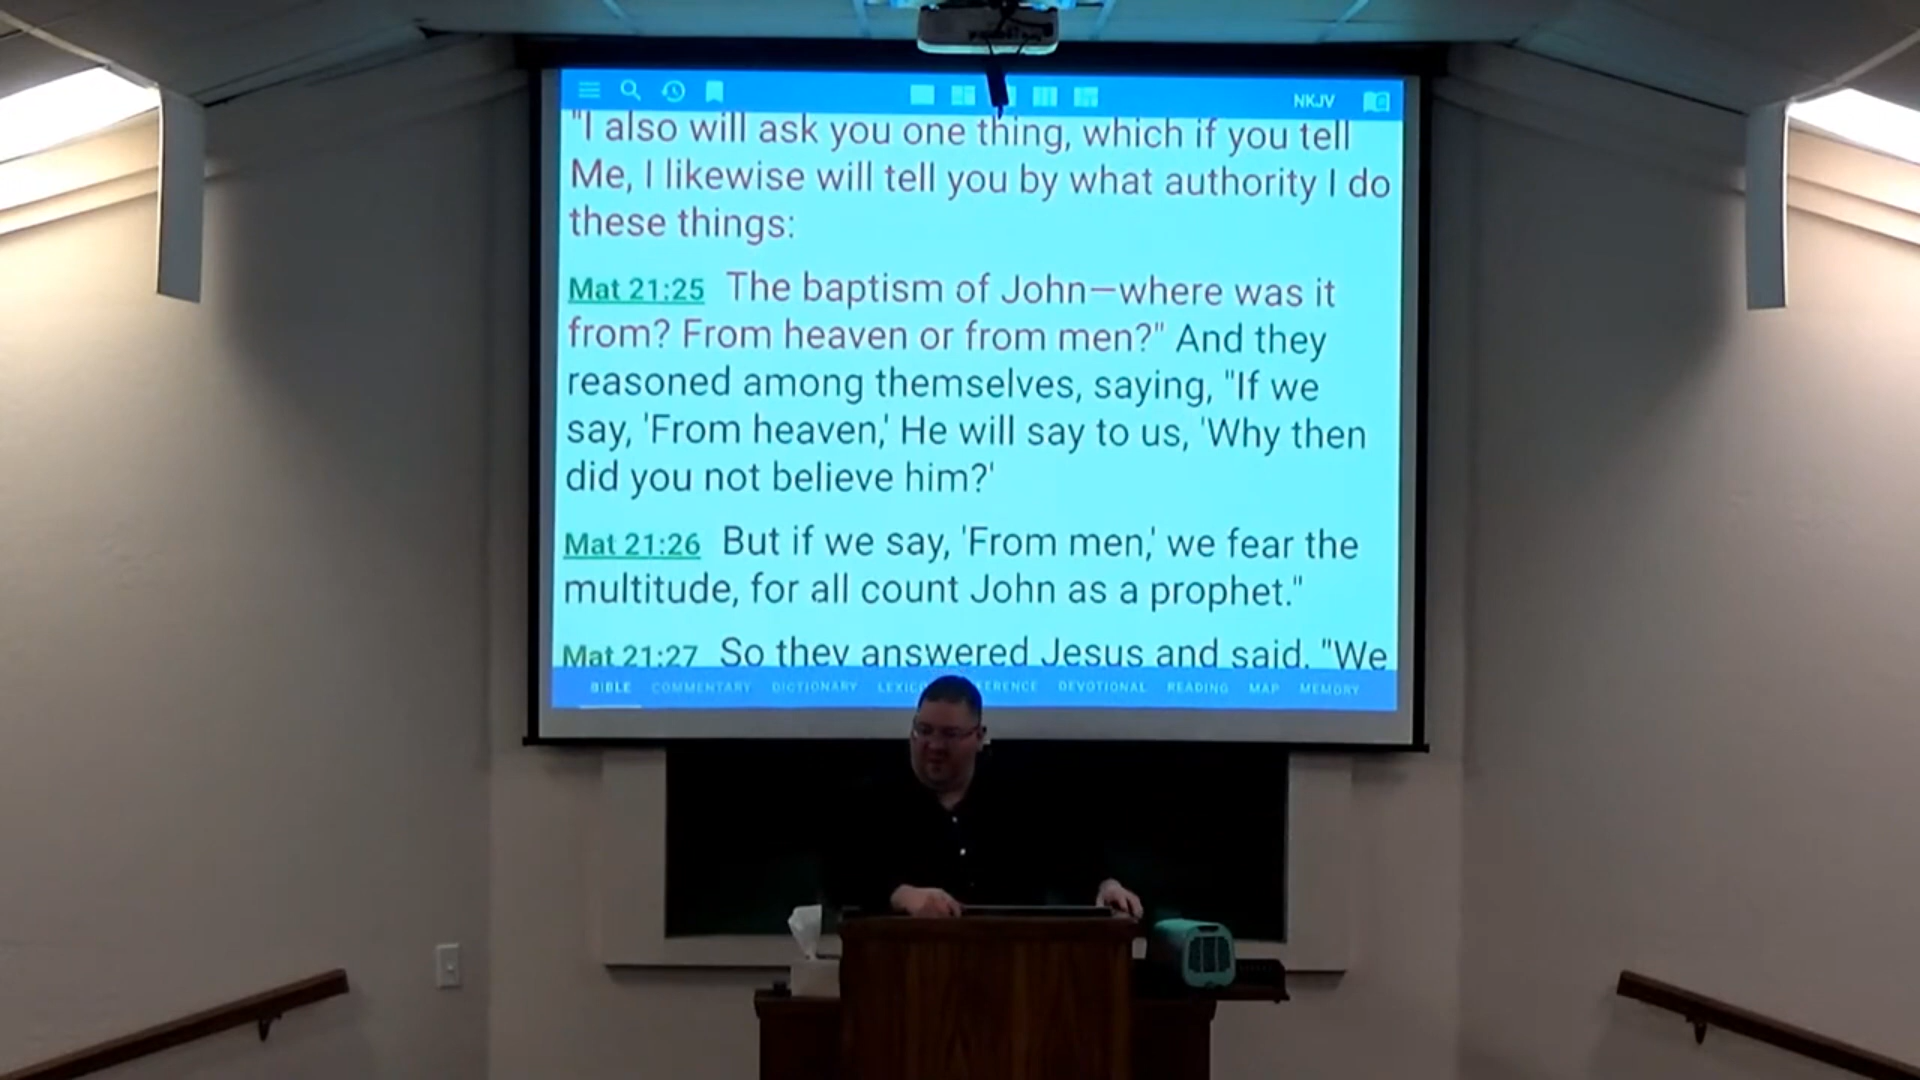 NKJV
"I also will ask you one thing, which if you tell
Me, I likewise will tell you by what authority I do
these things:
Mat 21:25 The baptism of John—where was it
from? From heaven or from men?" And they
reasoned among themselves, saying, "If we
say, 'From heaven,' He will say to us, 'Why then
did you not believe him?'
Mat 21:26 But if we say, 'From men,' we fear the
multitude, for all count John as a prophet."
Mat 21:27 So they answered Jesus and said, "We
BIBLE COMMENTARY DICTIONARY DEVOTIONAL READING MAP MEMORY